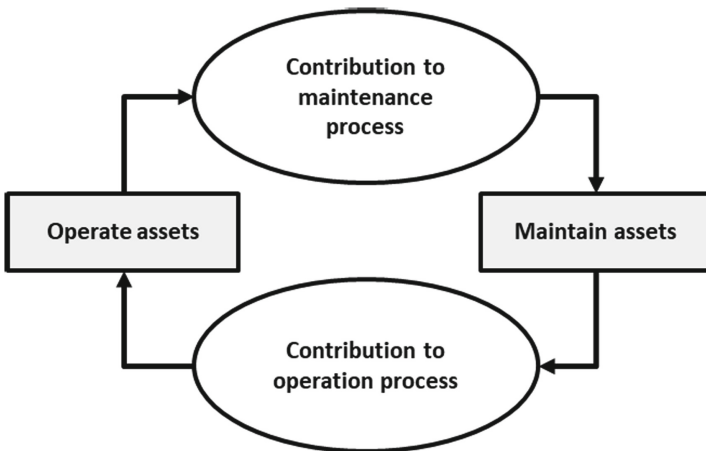 Contribution to
maintenance
process
Operate assets
Maintain assets
Contribution to
operation process